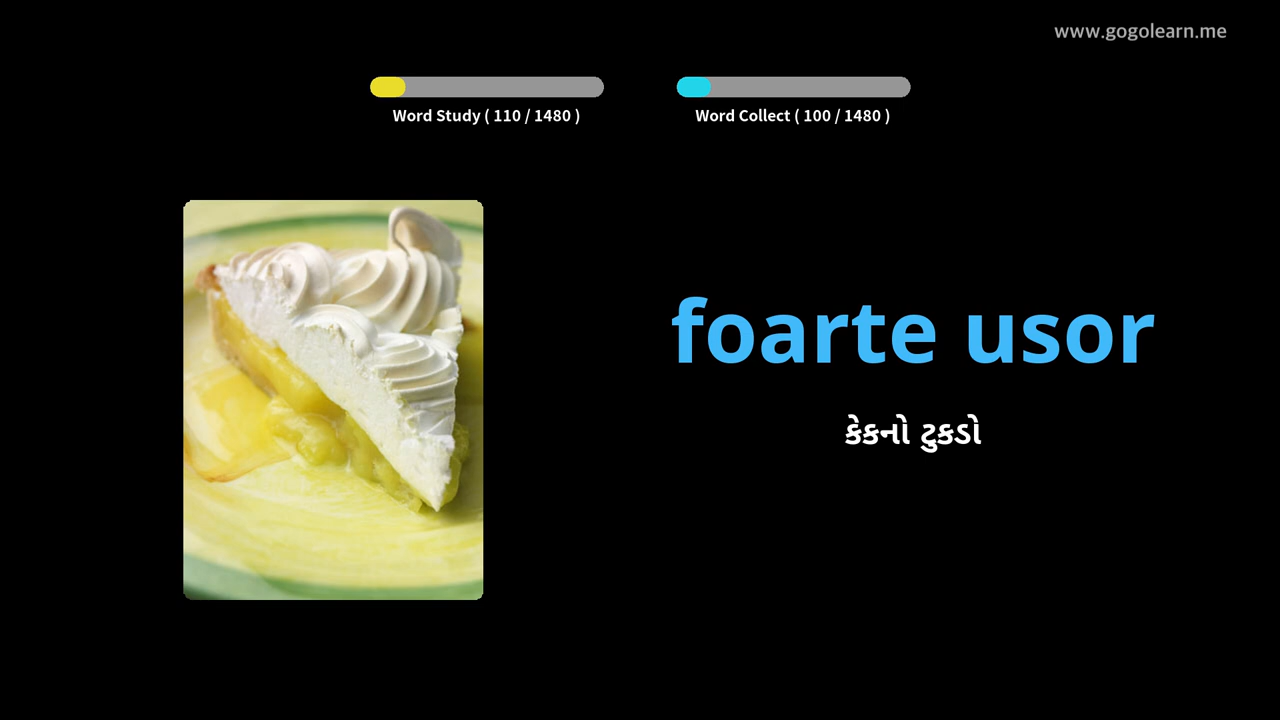 www.gogolearn.me
Word Study ( 110 / 1480 )
Word Collect ( 100 / 1480 )
foarte usor
કેકનો ટુકડો